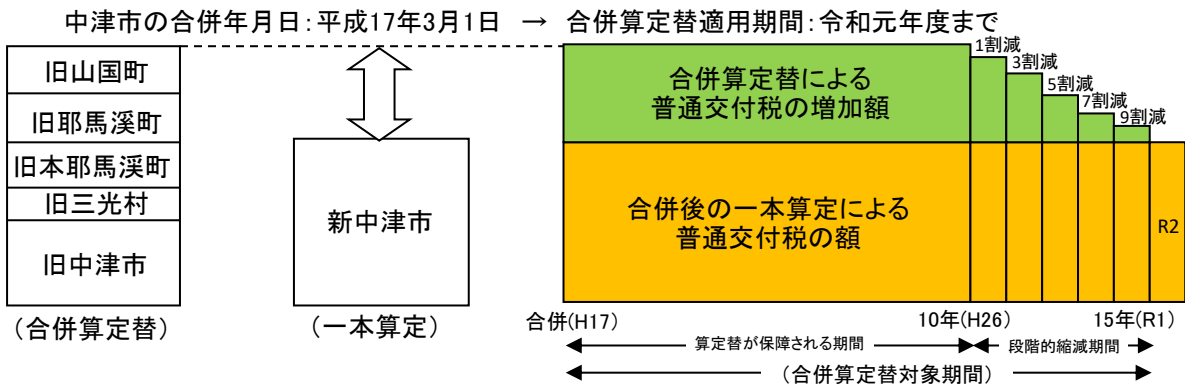 中津市の合併年月日：平成17年3月1日 → 合併算定替適用期間：令和元年度まで
旧山国町
旧耶馬溪町
旧本耶馬溪町
旧三光村
旧中津市
（合併算定替）
新中津市
（一本算定）
合併算定替による
普通交付税の増加額
1割減
3割減
5割減
7割減
9割減
合併後の一本算定による
普通交付税の額
R2
合併(H17)
10年(H26)
15年(R1)
算定替が保障される期間
段階的縮減期間
（合併算定替対象期間）